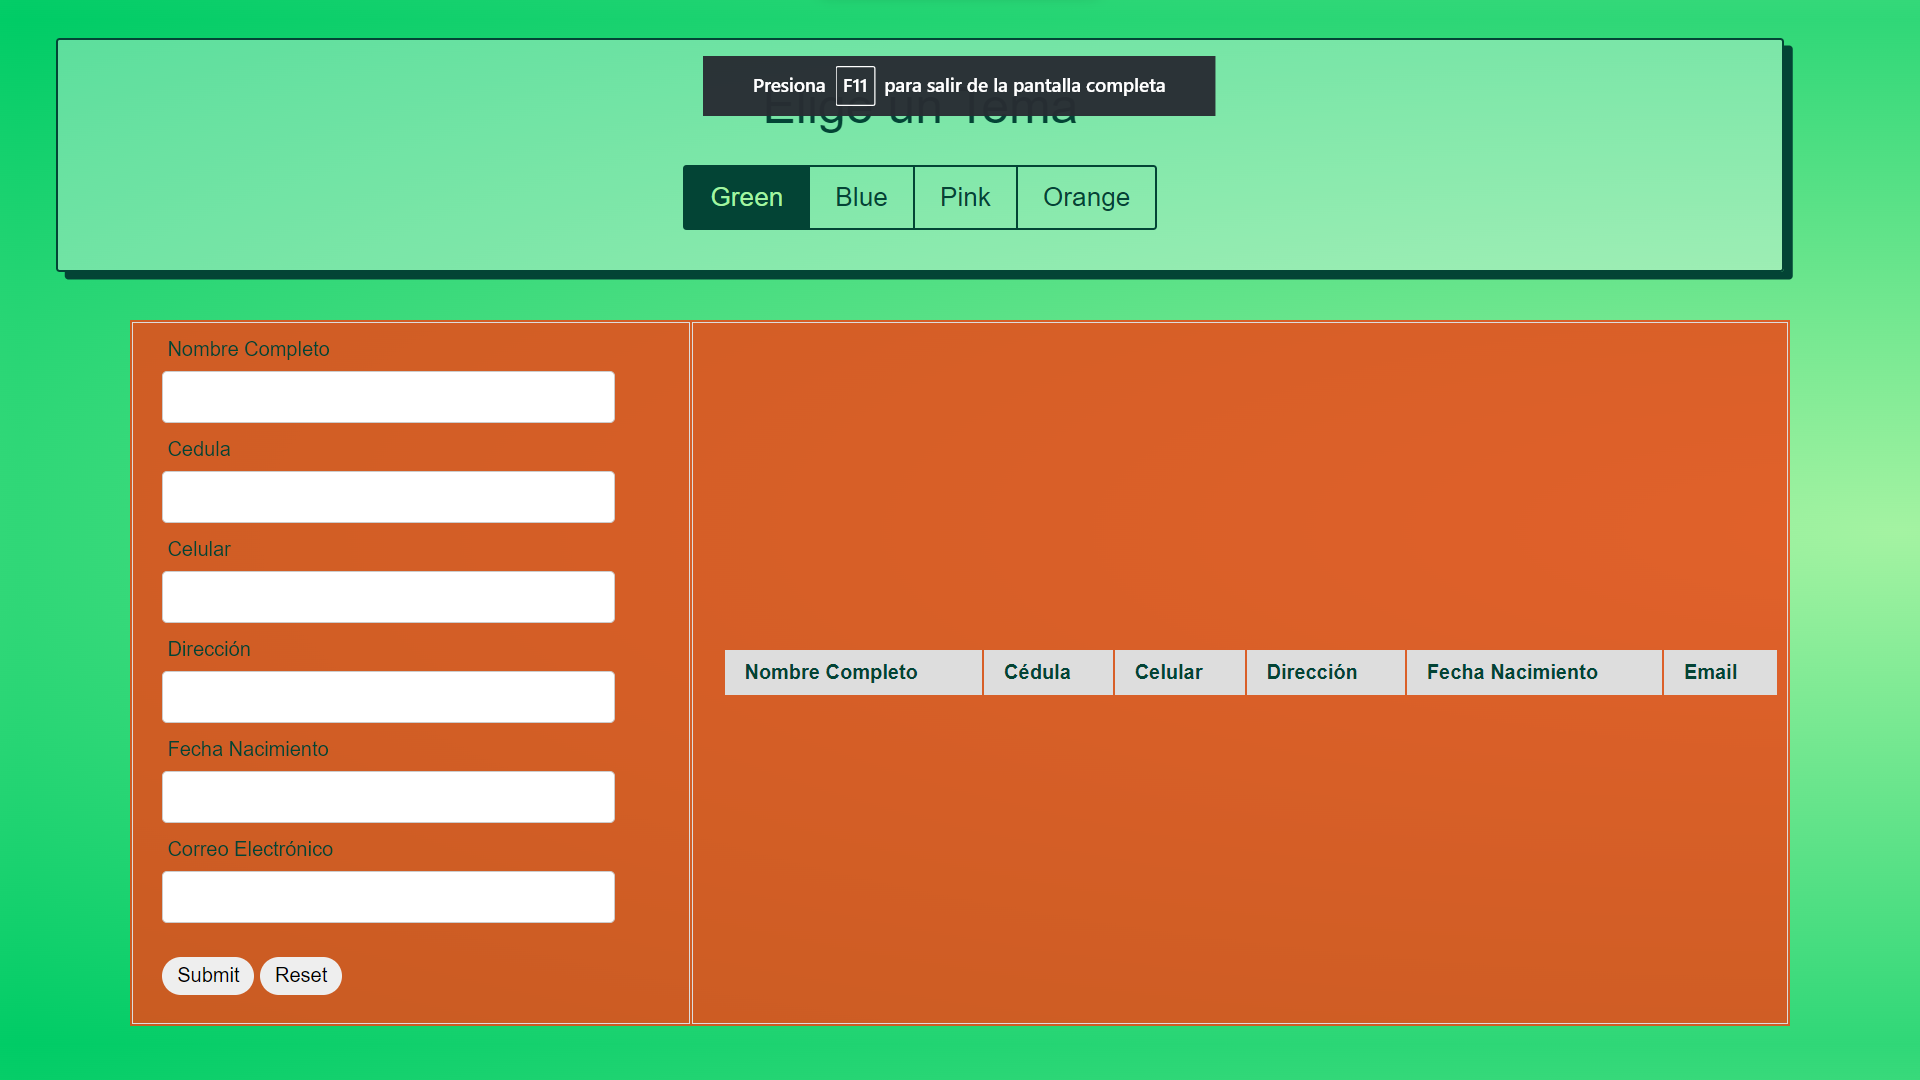 Presiona F11 para salir de la pantalla completa
Elige un Tema
Green Blue Pink Orange
Nombre Completo
Cedula
Celular
Dirección
Fecha Nacimiento
Correo Electrónico
Submit Reset
Nombre Completo Cédula Celular Dirección Fecha Nacimiento Email